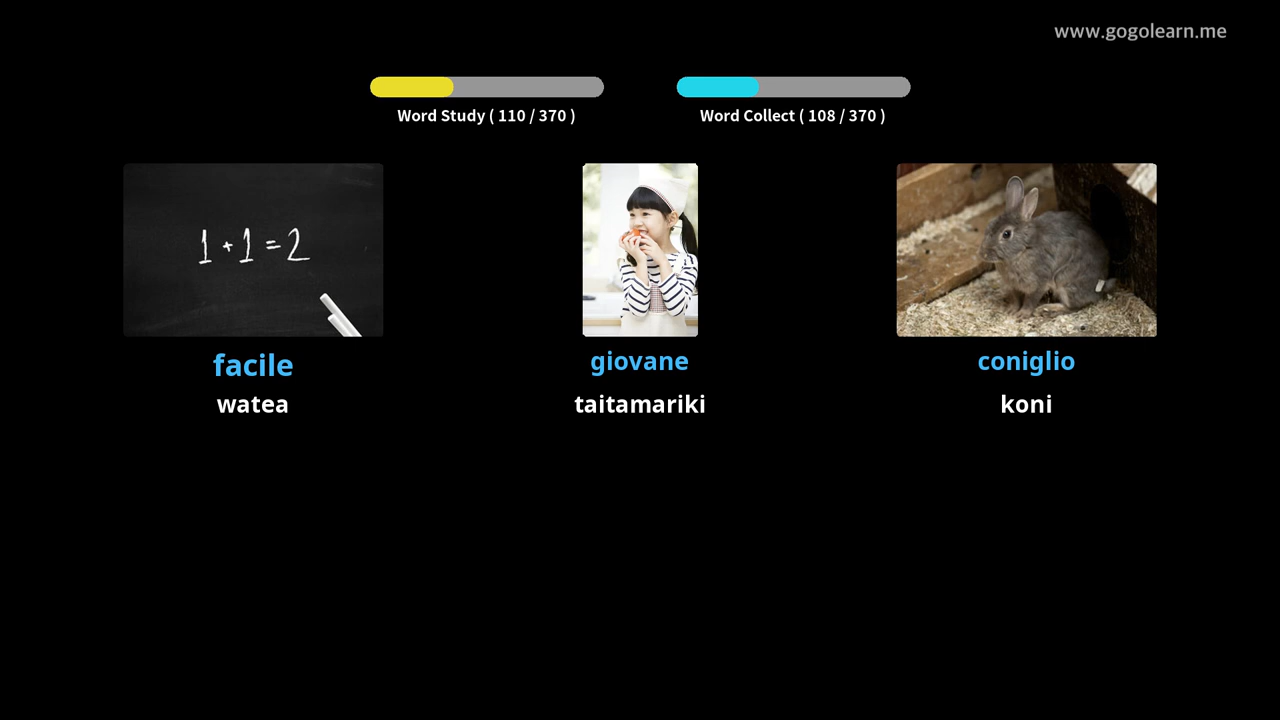 www.gogolearn.me
Word Study ( 110 / 370 )
Word Collect ( 108 / 370 )
1 + 1 = 2
facile
giovane
coniglio
watea
taitamariki
koni